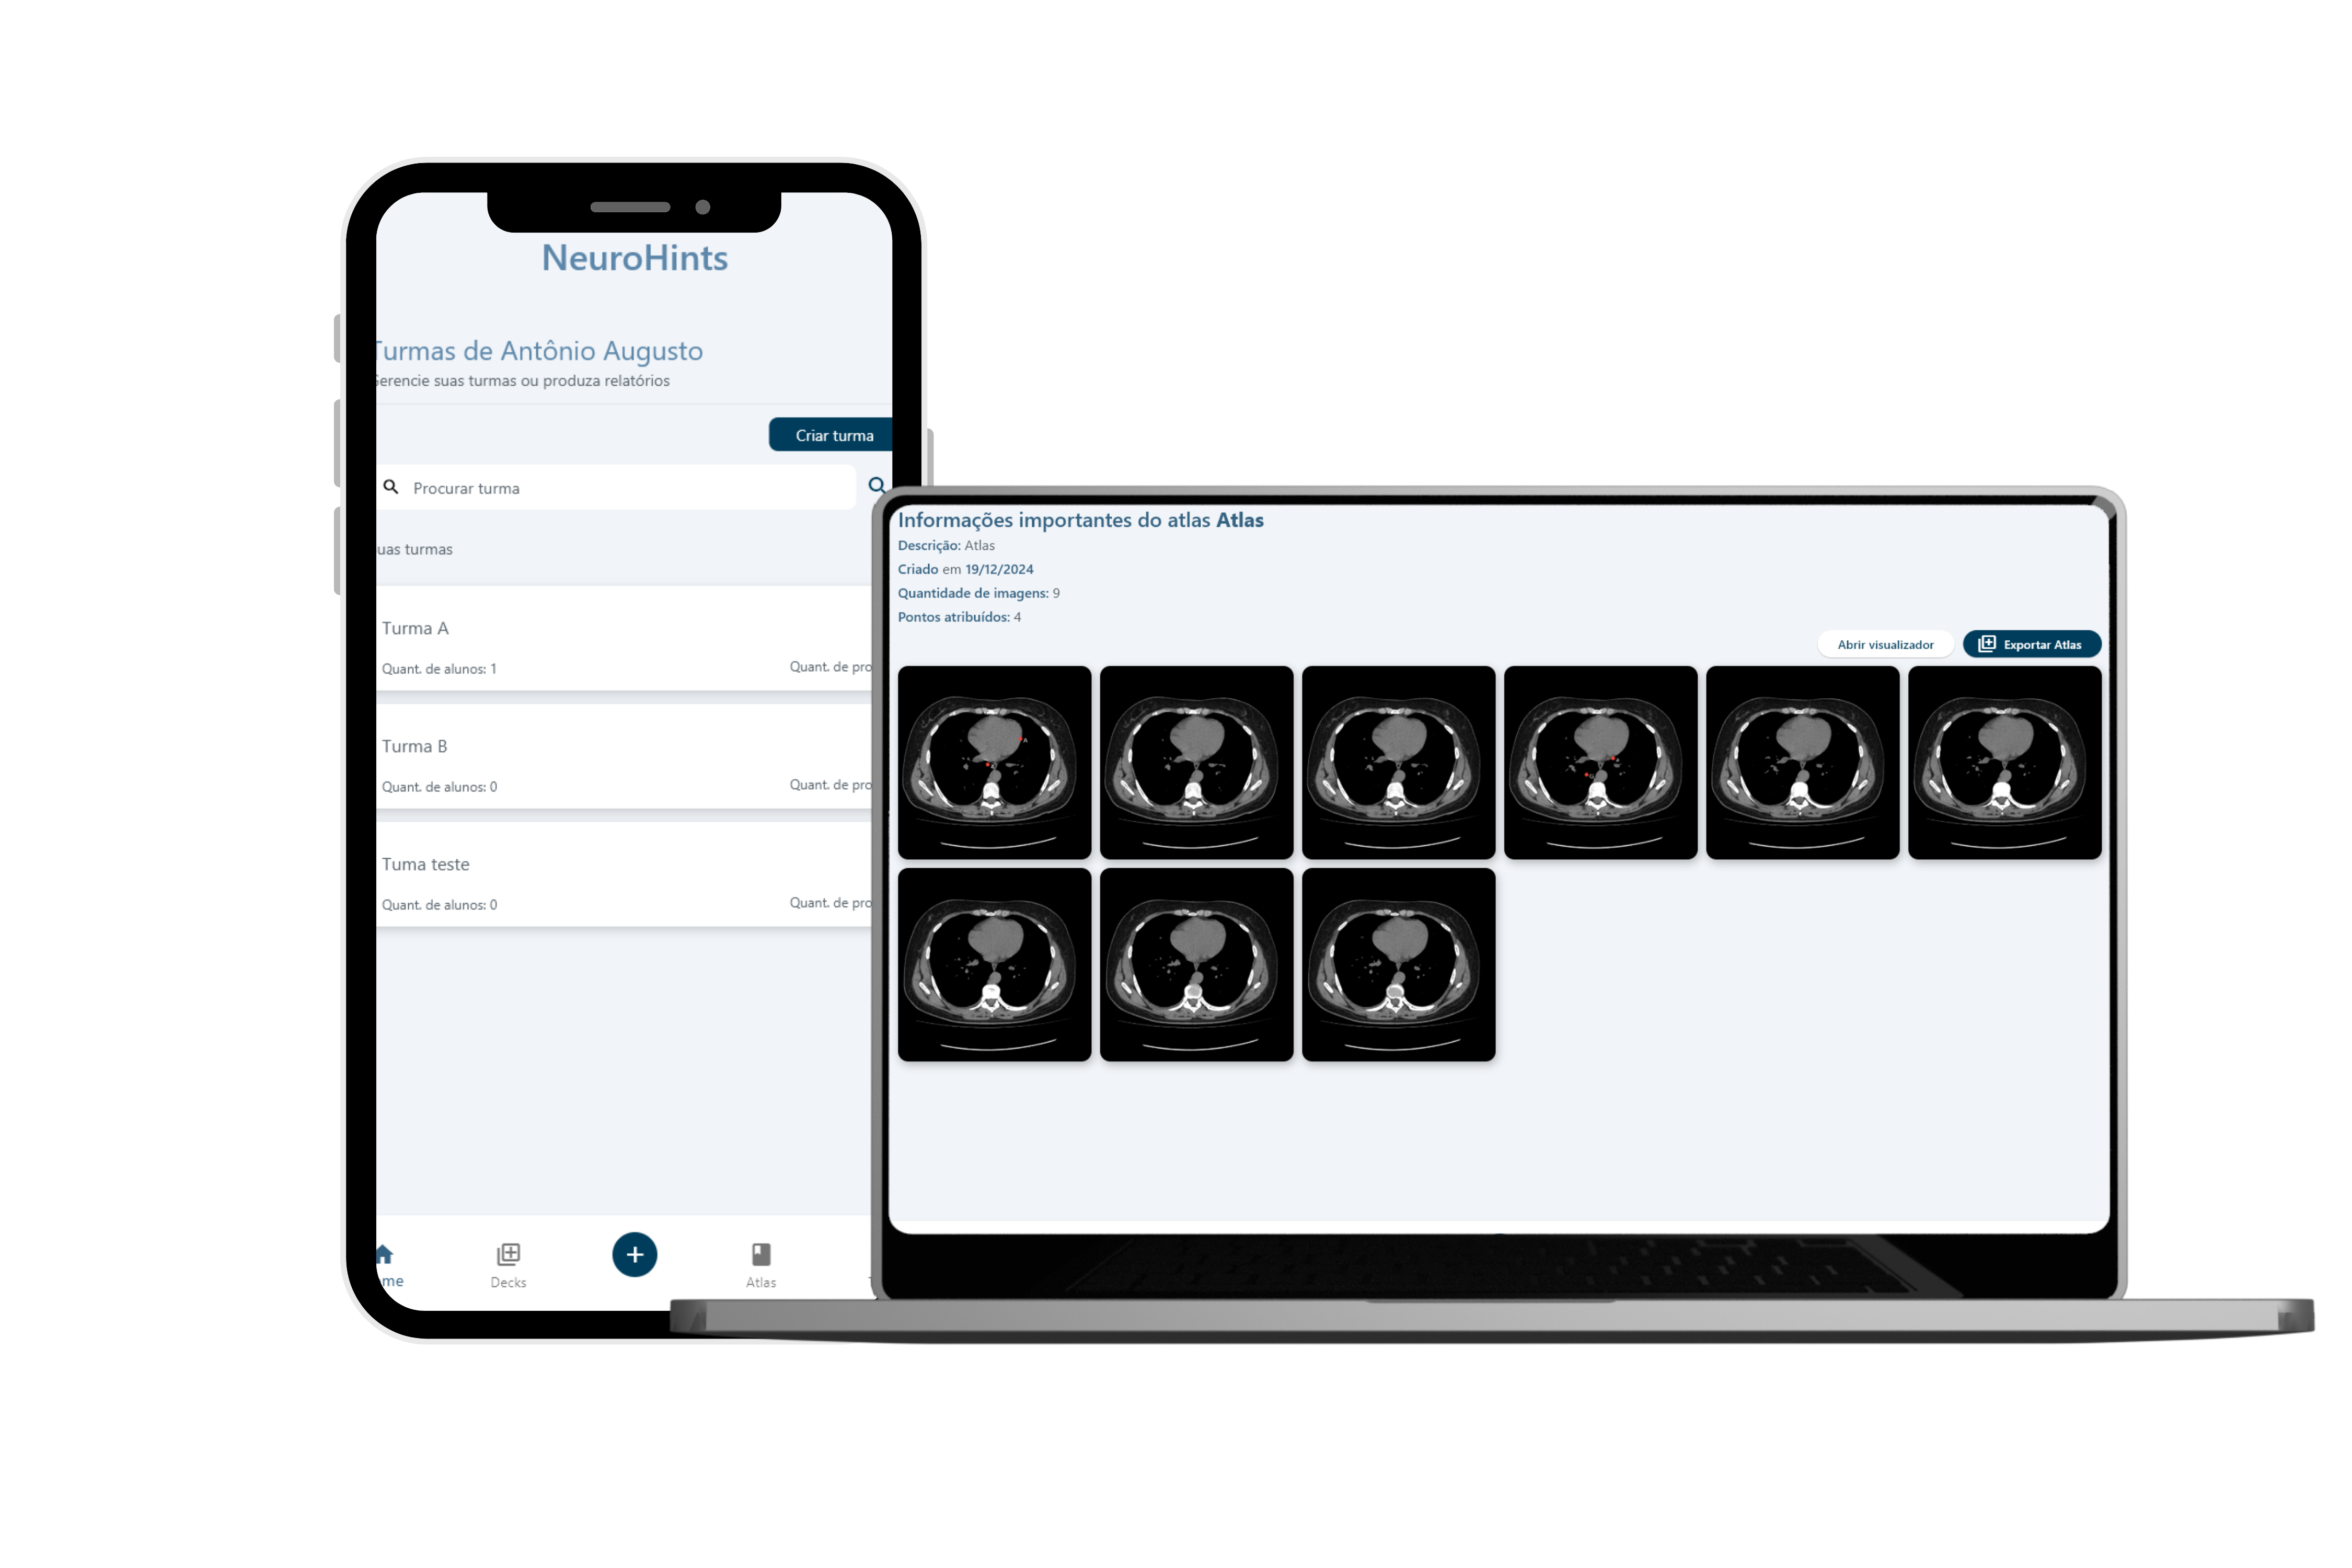 NeuroHints
Turmas de Antônio Augusto
Gerencie suas turmas ou produza relatórios
Criar turma
Procurar turma
uas turmas
Turma A
Quant. de alunos: 1
Quant. de pro
Turma B
Quant. de alunos: 0
Quant. de pro
Tuma teste
Quant. de alunos: 0
Quant. de pro
me
Decks
Atlas
Informações importantes do atlas Atlas
Descrição: Atlas
Criado em 19/12/2024
Quantidade de imagens: 9
Pontos atribuídos: 4
Abrir visualizador
Exportar Atlas
A